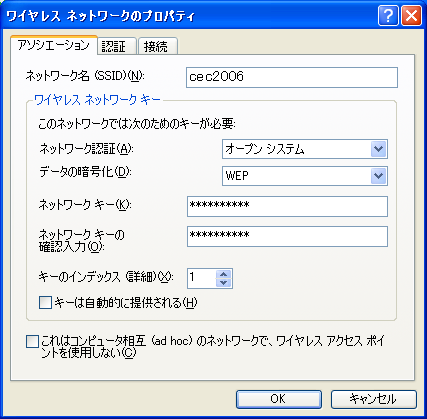 ワイヤレス ネットワークのプロパティ
アソシエーション 認証 接続
ネットワーク名 (SSID)(N): cec2006
ワイヤレス ネットワーク キー
このネットワークでは次のためのキーが必要:
ネットワーク認証(A): オープン システム
データの暗号化(D): WEP
ネットワーク キー(K): **********
ネットワーク キーの
確認入力(O): **********
キーのインデックス (詳細)(X): 1
キーは自動的に提供される(H)
これはコンピュータ相互 (ad hoc) のネットワークで、ワイヤレス アクセス ポイ
ントを使用しない(C)
OK キャンセル